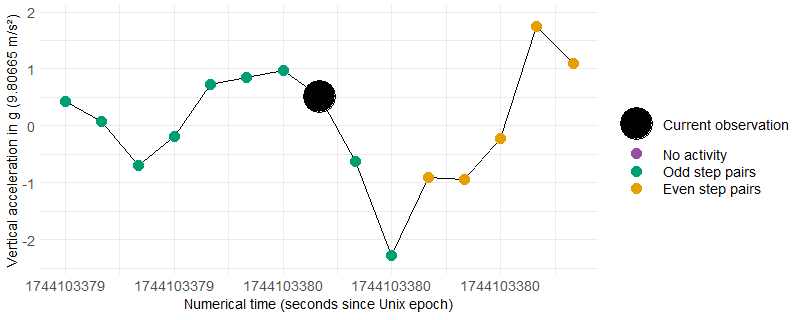 Vertical acceleration in g (9.80665 m/s²)
2
1
0
-1
-2
1744103379 1744103379 1744103380 1744103380 1744103380
Numerical time (seconds since Unix epoch)
Current observation
No activity
Odd step pairs
Even step pairs